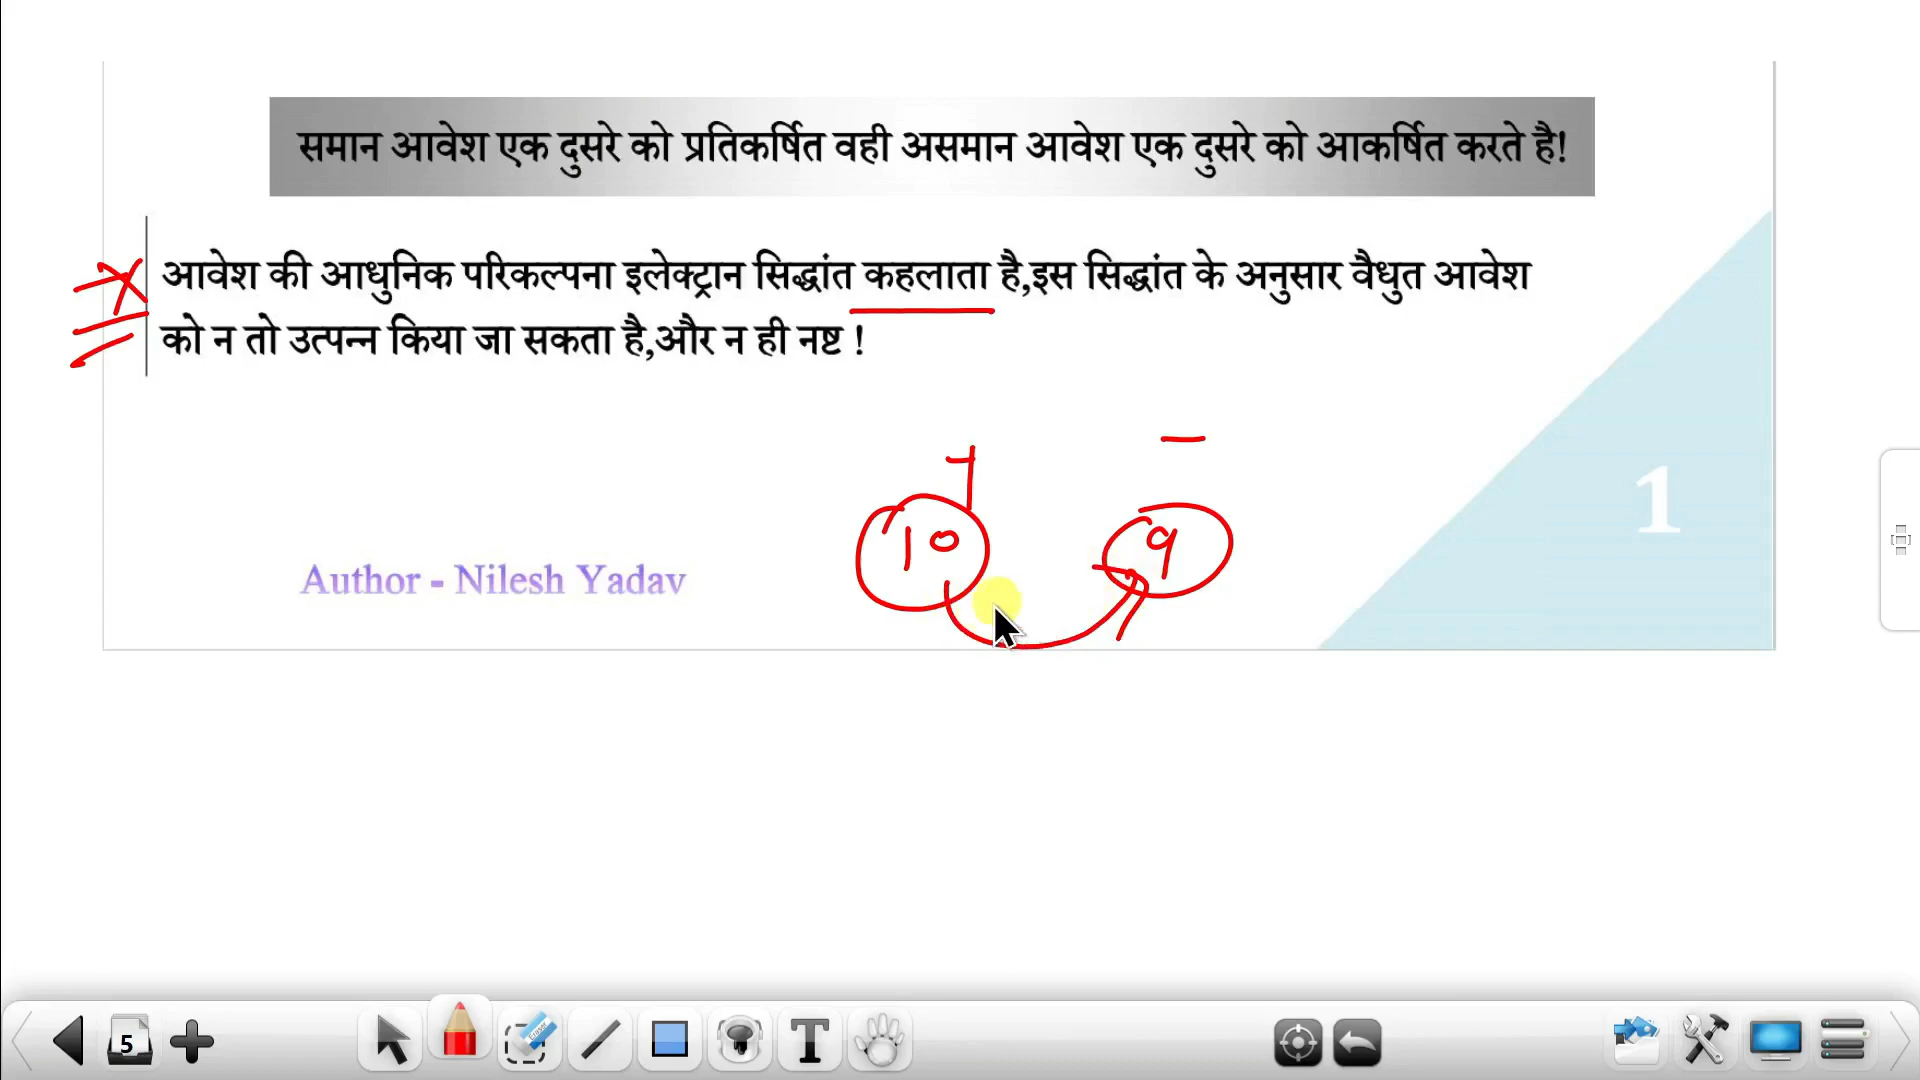 समान आवेश एक दुसरे को प्रतिकर्षित वही असमान आवेश एक दुसरे को आकर्षित करते है!
आवेश की आधुनिक परिकल्पना इलेक्ट्रान सिद्धांत कहलाता है,इस सिद्धांत के अनुसार वैधुत आवेश
को न तो उत्पन्न किया जा सकता है,और न ही नष्ट !
10 9
1
Author - Nilesh Yadav
5
T